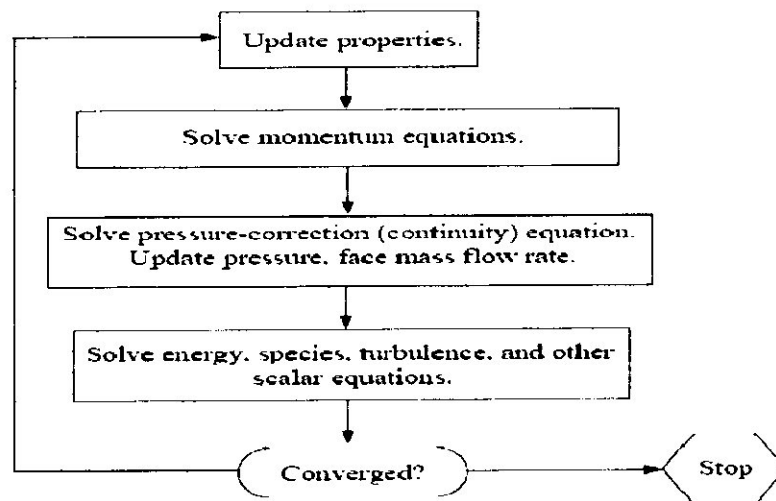 Update properties.
Solve momentum equations.
Solve pressure-correction (continuity) equation.
Update pressure, face mass flow rate.
Solve energy, species, turbulence, and other
scalar equations.
Converged?
Stop